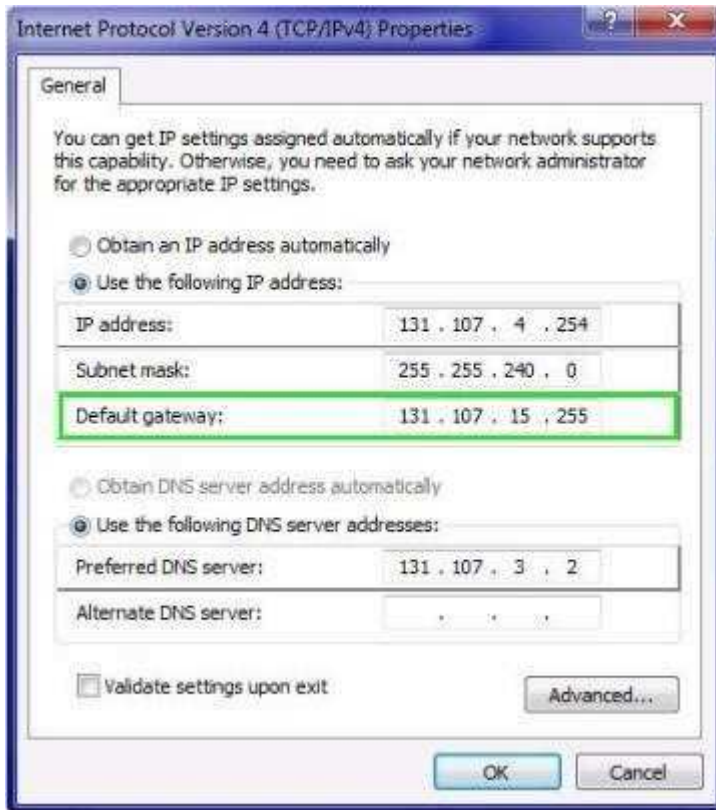 Internet Protocol Version 4 (TCP/IPv4) Properties
General
You can get IP settings assigned automatically if your network supports
this capability. Otherwise, you need to ask your network administrator
for the appropriate IP settings.
Obtain an IP address automatically
Use the following IP address:
IP address: 131 . 107 . 4 . 254
Subnet mask: 255 . 255 . 240 . 0
Default gateway: 131 . 107 . 15 . 255
Obtain DNS server address automatically
Use the following DNS server addresses:
Preferred DNS server: 131 . 107 . 3 . 2
Alternate DNS server: . . .
Validate settings upon exit
Advanced...
OK Cancel